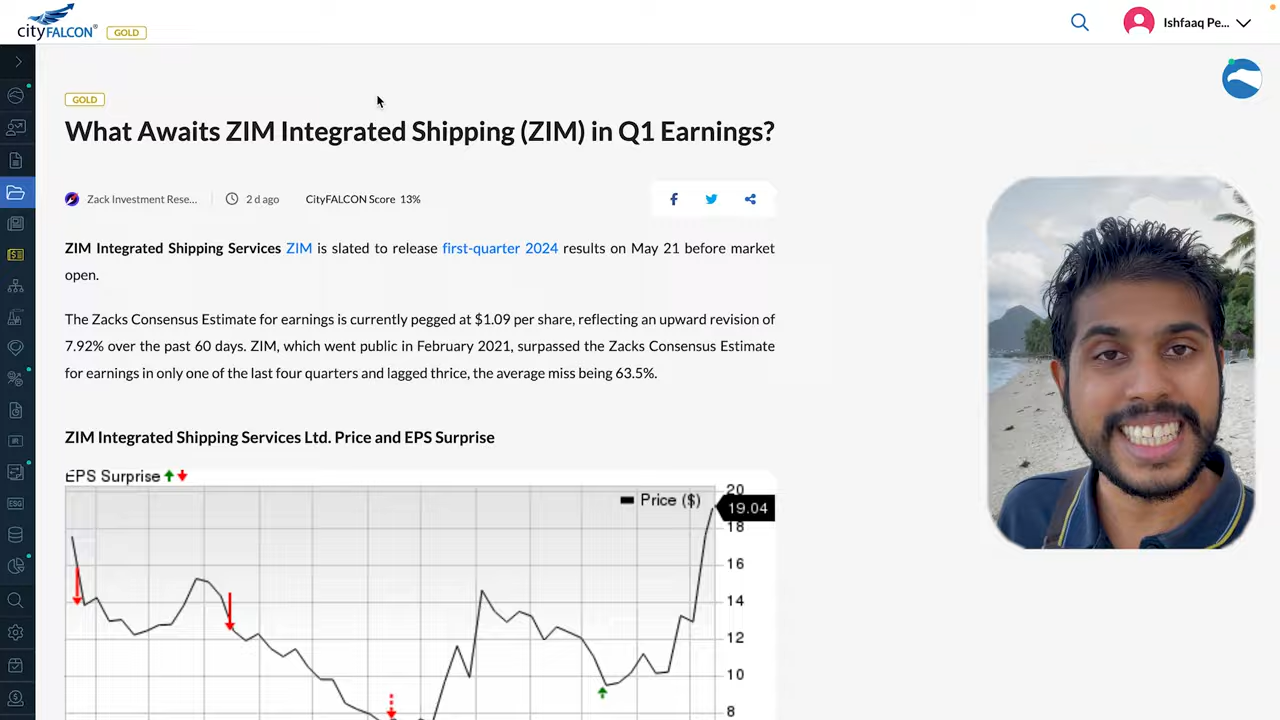 cityFALCON®
GOLD
Ishfaaq Pe...
GOLD
What Awaits ZIM Integrated Shipping (ZIM) in Q1 Earnings?
Zack Investment Rese...
2 d ago
CityFALCON Score 13%
ZIM Integrated Shipping Services ZIM is slated to release first-quarter 2024 results on May 21 before market
open.
The Zacks Consensus Estimate for earnings is currently pegged at $1.09 per share, reflecting an upward revision of
7.92% over the past 60 days. ZIM, which went public in February 2021, surpassed the Zacks Consensus Estimate
for earnings in only one of the last four quarters and lagged thrice, the average miss being 63.5%.
ZIM Integrated Shipping Services Ltd. Price and EPS Surprise
EPS Surprise
Price ($)
20
19.04
18
16
14
12
10
8
ESG